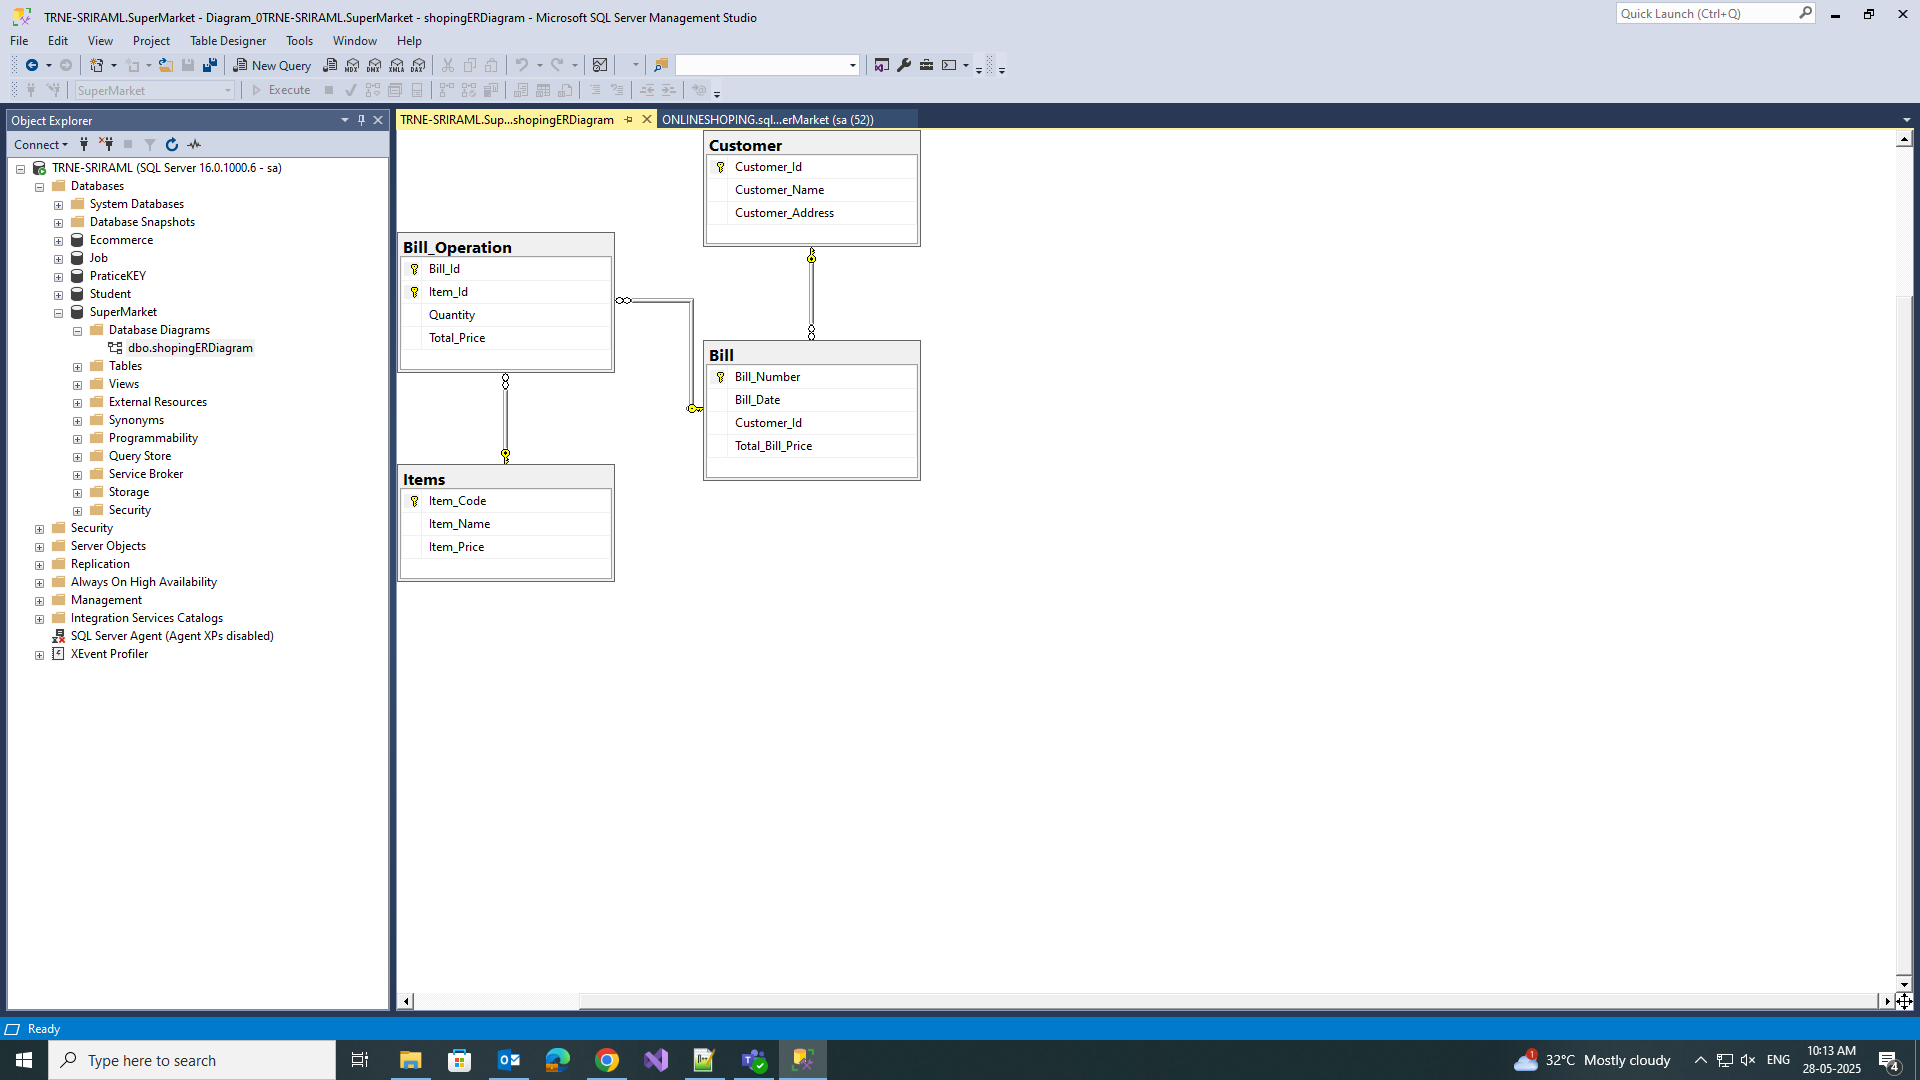 TRNE-SRIRAML.SuperMarket - Diagram_0TRNE-SRIRAML.SuperMarket - shopingERDiagram - Microsoft SQL Server Management Studio
Quick Launch (Ctrl+Q)
File Edit View Project Table Designer Tools Window Help
New Query
MDX DMX XMLA DAX
SuperMarket
Execute
Object Explorer
Connect
TRNE-SRIRAML (SQL Server 16.0.1000.6 - sa)
Databases
System Databases
Database Snapshots
Ecommerce
Job
PraticeKEY
Student
SuperMarket
Database Diagrams
dbo.shopingERDiagram
Tables
Views
External Resources
Synonyms
Programmability
Query Store
Service Broker
Storage
Security
Security
Server Objects
Replication
Always On High Availability
Management
Integration Services Catalogs
SQL Server Agent (Agent XPs disabled)
XEvent Profiler
TRNE-SRIRAML.Sup...shopingERDiagram
ONLINESHOPING.sql...erMarket (sa (52))
Customer
Customer_Id
Customer_Name
Customer_Address
Bill_Operation
Bill_Id
Item_Id
Quantity
Total_Price
Bill
Bill_Number
Bill_Date
Customer_Id
Total_Bill_Price
Items
Item_Code
Item_Name
Item_Price
Ready
Type here to search
1
32°C Mostly cloudy
ENG
10:13 AM
28-05-2025
4